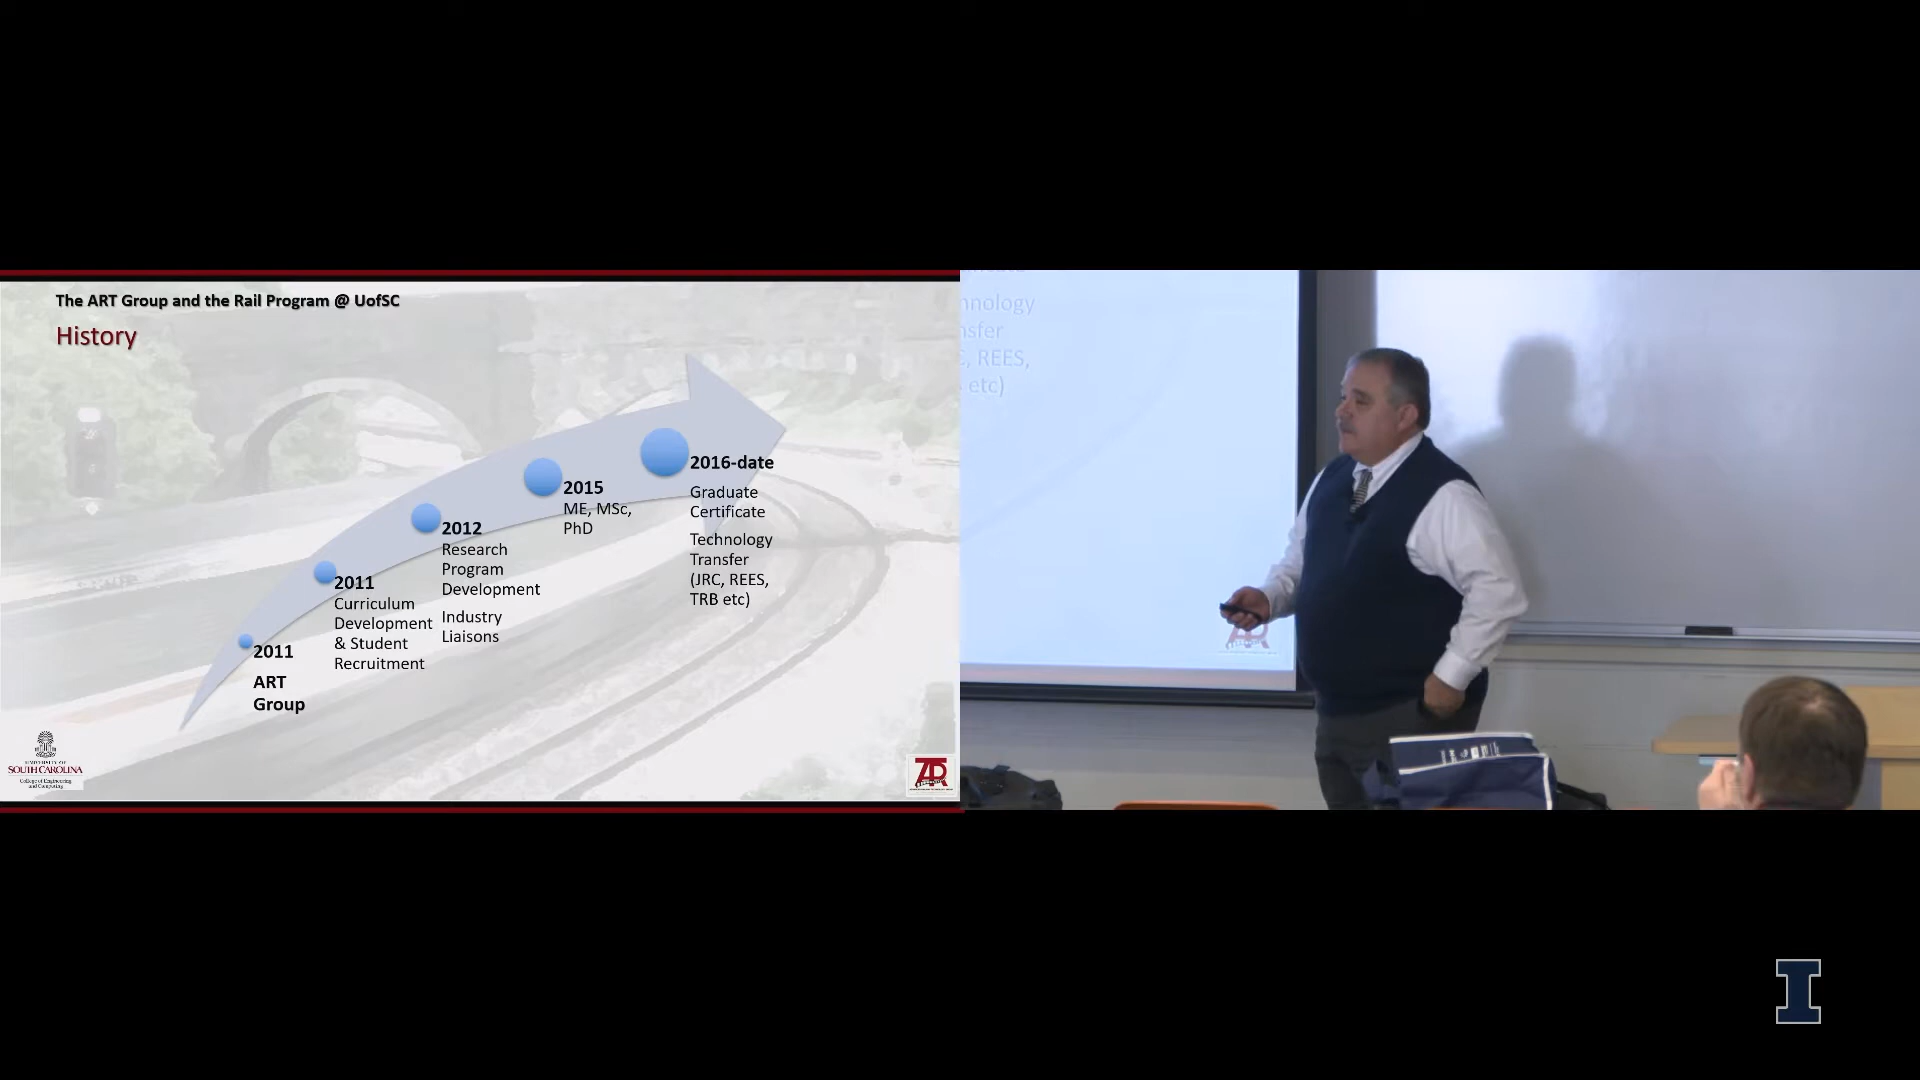 The ART Group and the Rail Program @ UofSC
History
2011
ART
Group
2011
Curriculum
Development
& Student
Recruitment
2012
Research
Program
Development
Industry
Liaisons
2015
ME, MSc,
PhD
2016-date
Graduate
Certificate
Technology
Transfer
(JRC, REES,
TRB etc)
UNIVERSITY OF
SOUTH CAROLINA
College of Engineering
and Computing
hnology
nsfer
C, REES,
etc)
I